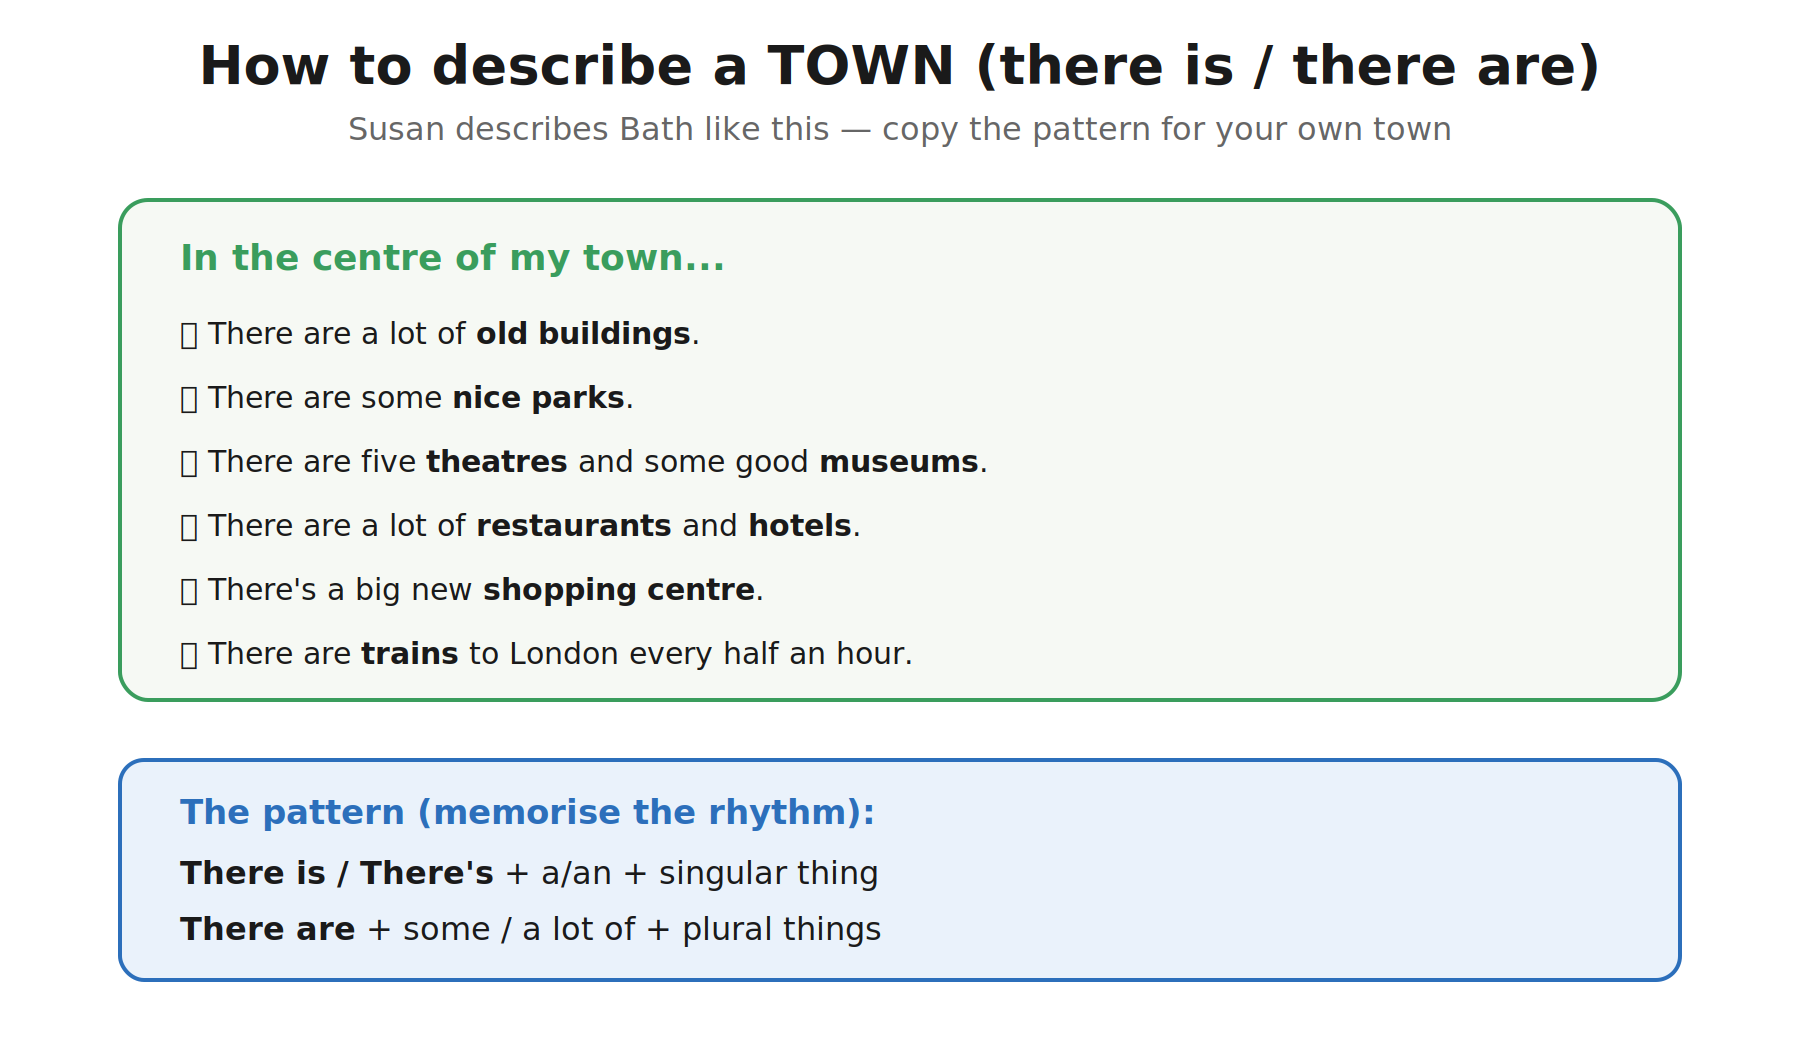 How to describe a TOWN (there is / there are)
Susan describes Bath like this — copy the pattern for your own town
In the centre of my town...
There are a lot of old buildings.
There are some nice parks.
There are five theatres and some good museums.
There are a lot of restaurants and hotels.
There's a big new shopping centre.
There are trains to London every half an hour.
The pattern (memorise the rhythm):
There is / There's + a/an + singular thing
There are + some / a lot of + plural things